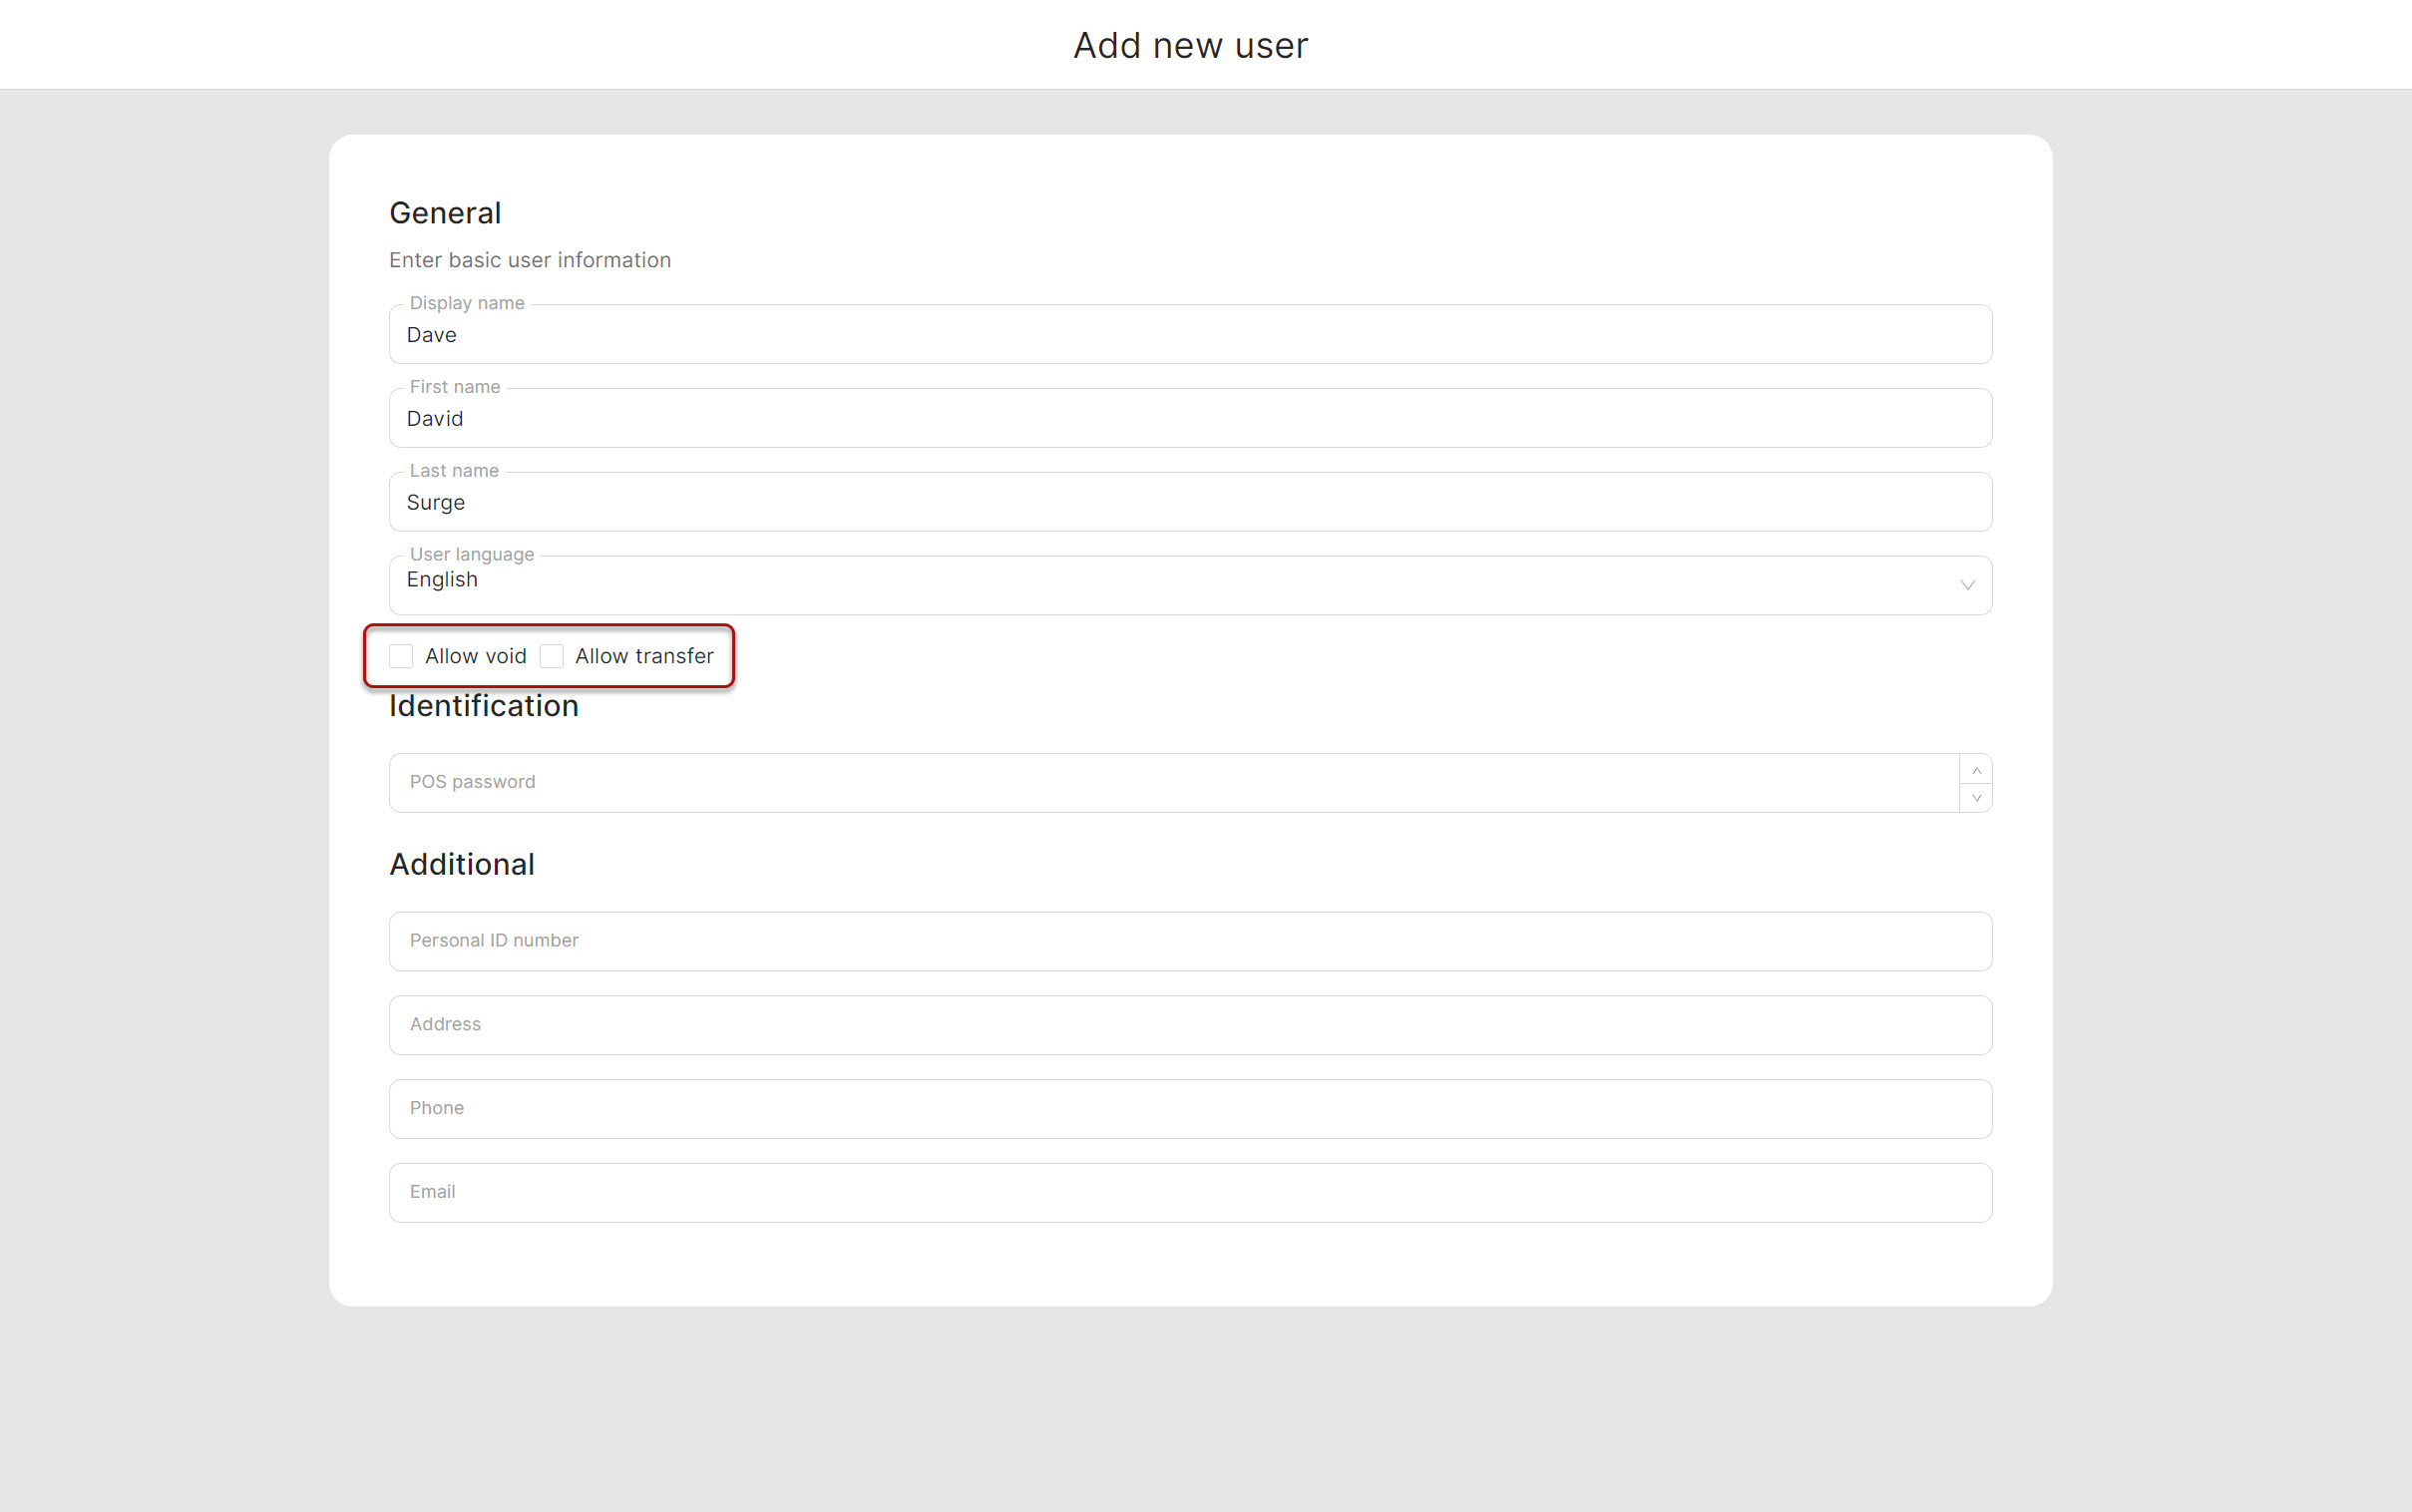 Add new user
General
Enter basic user information
Display name
Dave
First name
David
Last name
Surge
User language
English
Allow void Allow transfer
Identification
POS password
Additional
Personal ID number
Address
Phone
Email